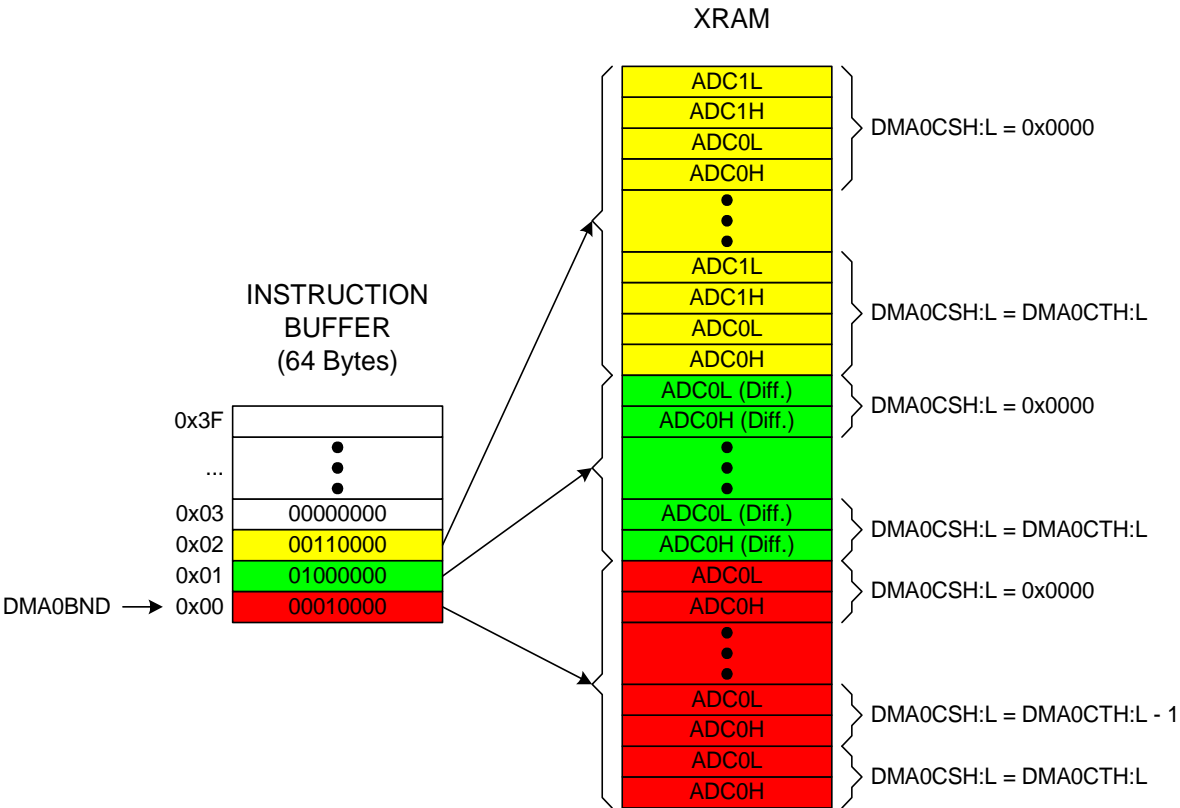 XRAM
ADC1L
ADC1H
ADC0L
ADC0H
DMA0CSH:L = 0x0000
ADC1L
ADC1H
ADC0L
ADC0H
DMA0CSH:L = DMA0CTH:L
ADC0L (Diff.)
ADC0H (Diff.)
DMA0CSH:L = 0x0000
ADC0L (Diff.)
ADC0H (Diff.)
DMA0CSH:L = DMA0CTH:L
ADC0L
ADC0H
DMA0CSH:L = 0x0000
ADC0L
ADC0H
DMA0CSH:L = DMA0CTH:L - 1
ADC0L
ADC0H
DMA0CSH:L = DMA0CTH:L
INSTRUCTION
BUFFER
(64 Bytes)
0x3F
...
0x03 00000000
0x02 00110000
0x01 01000000
DMA0BND 0x00 00010000